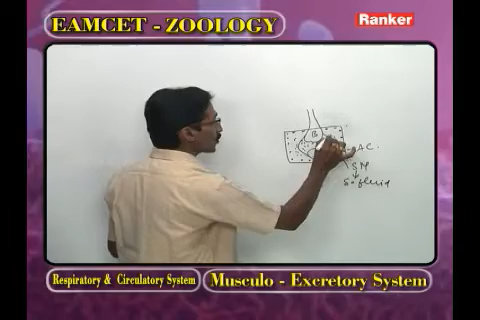 EAMCET - ZOOLOGY
Ranker
B
AC.
SM
S. fluid
Respiratory & Circulatory System
Musculo - Excretory System